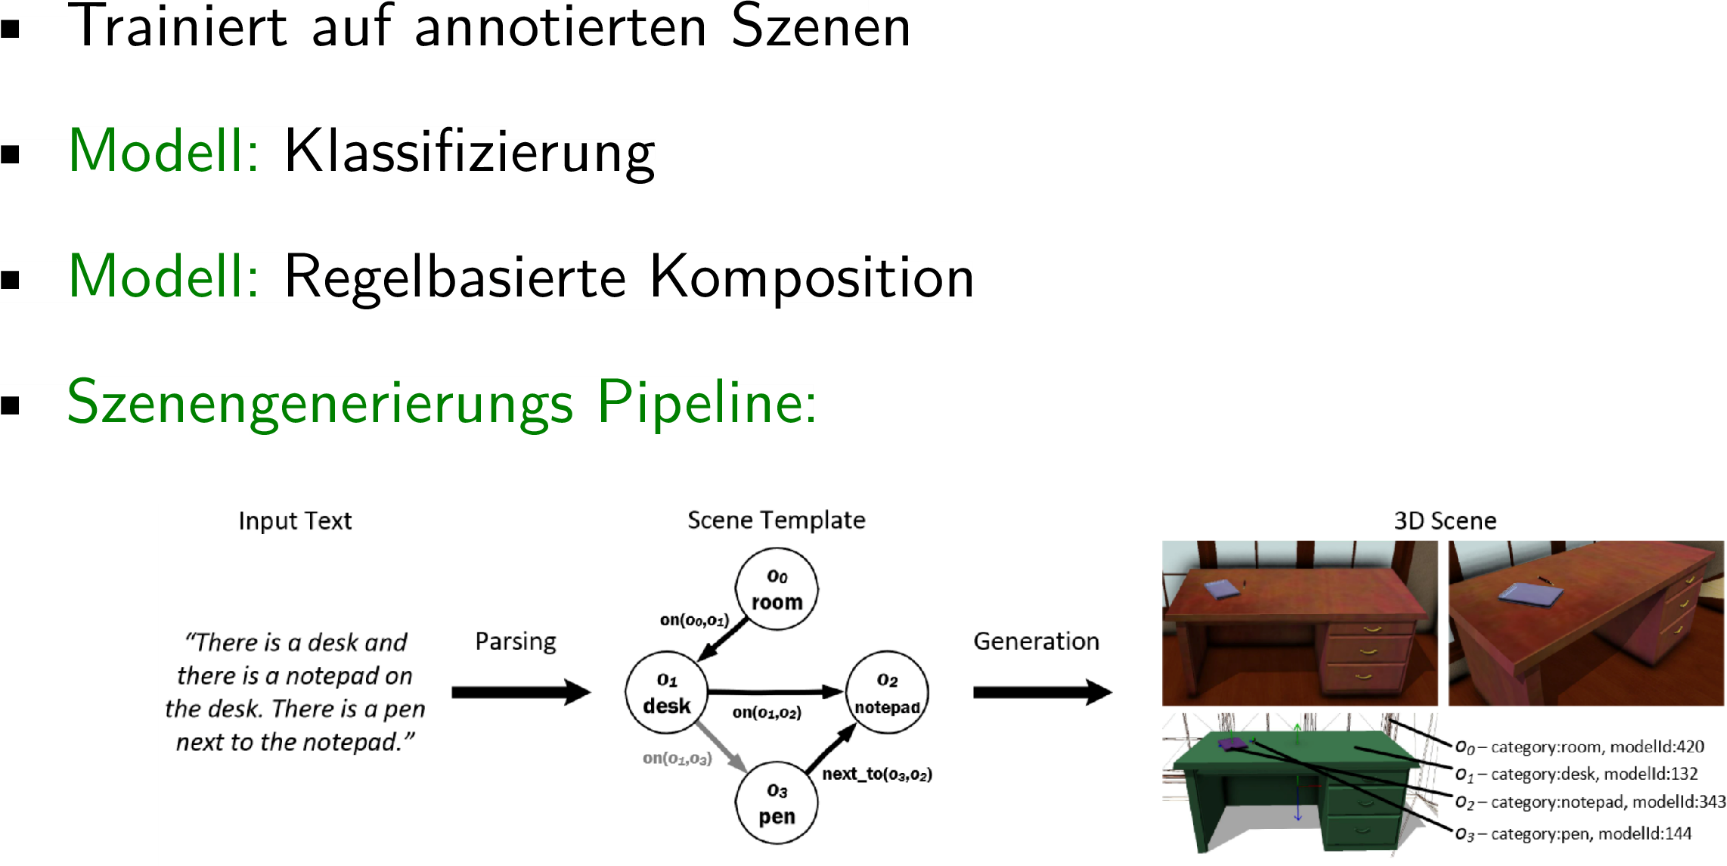 ▪ Trainiert auf annotierten Szenen
▪ Modell: Klassifizierung
▪ Modell: Regelbasierte Komposition
▪ Szenengenerierungs Pipeline:
Input Text
“There is a desk and
there is a notepad on
the desk. There is a pen
next to the notepad.”
Parsing
Scene Template
o₀
room
on(o₀,o₁)
o₁
desk
on(o₁,o₂)
o₂
notepad
on(o₁,o₃)
next_to(o₃,o₂)
o₃
pen
Generation
3D Scene
o₀ – category:room, modelId:420
o₁ – category:desk, modelId:132
o₂ – category:notepad, modelId:343
o₃ – category:pen, modelId:144